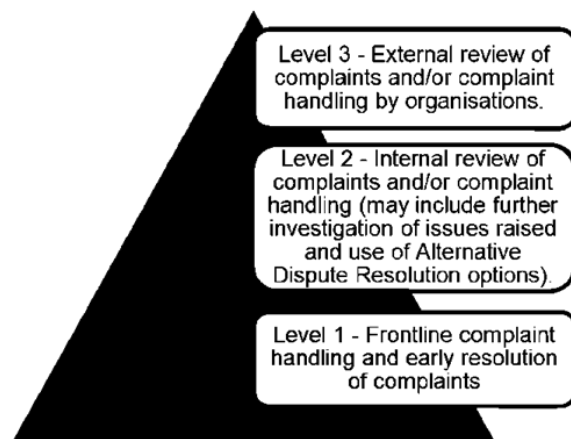 Level 3 - External review of
complaints and/or complaint
handling by organisations.
Level 2 - Internal review of
complaints and/or complaint
handling (may include further
investigation of issues raised
and use of Alternative
Dispute Resolution options).
Level 1 - Frontline complaint
handling and early resolution
of complaints